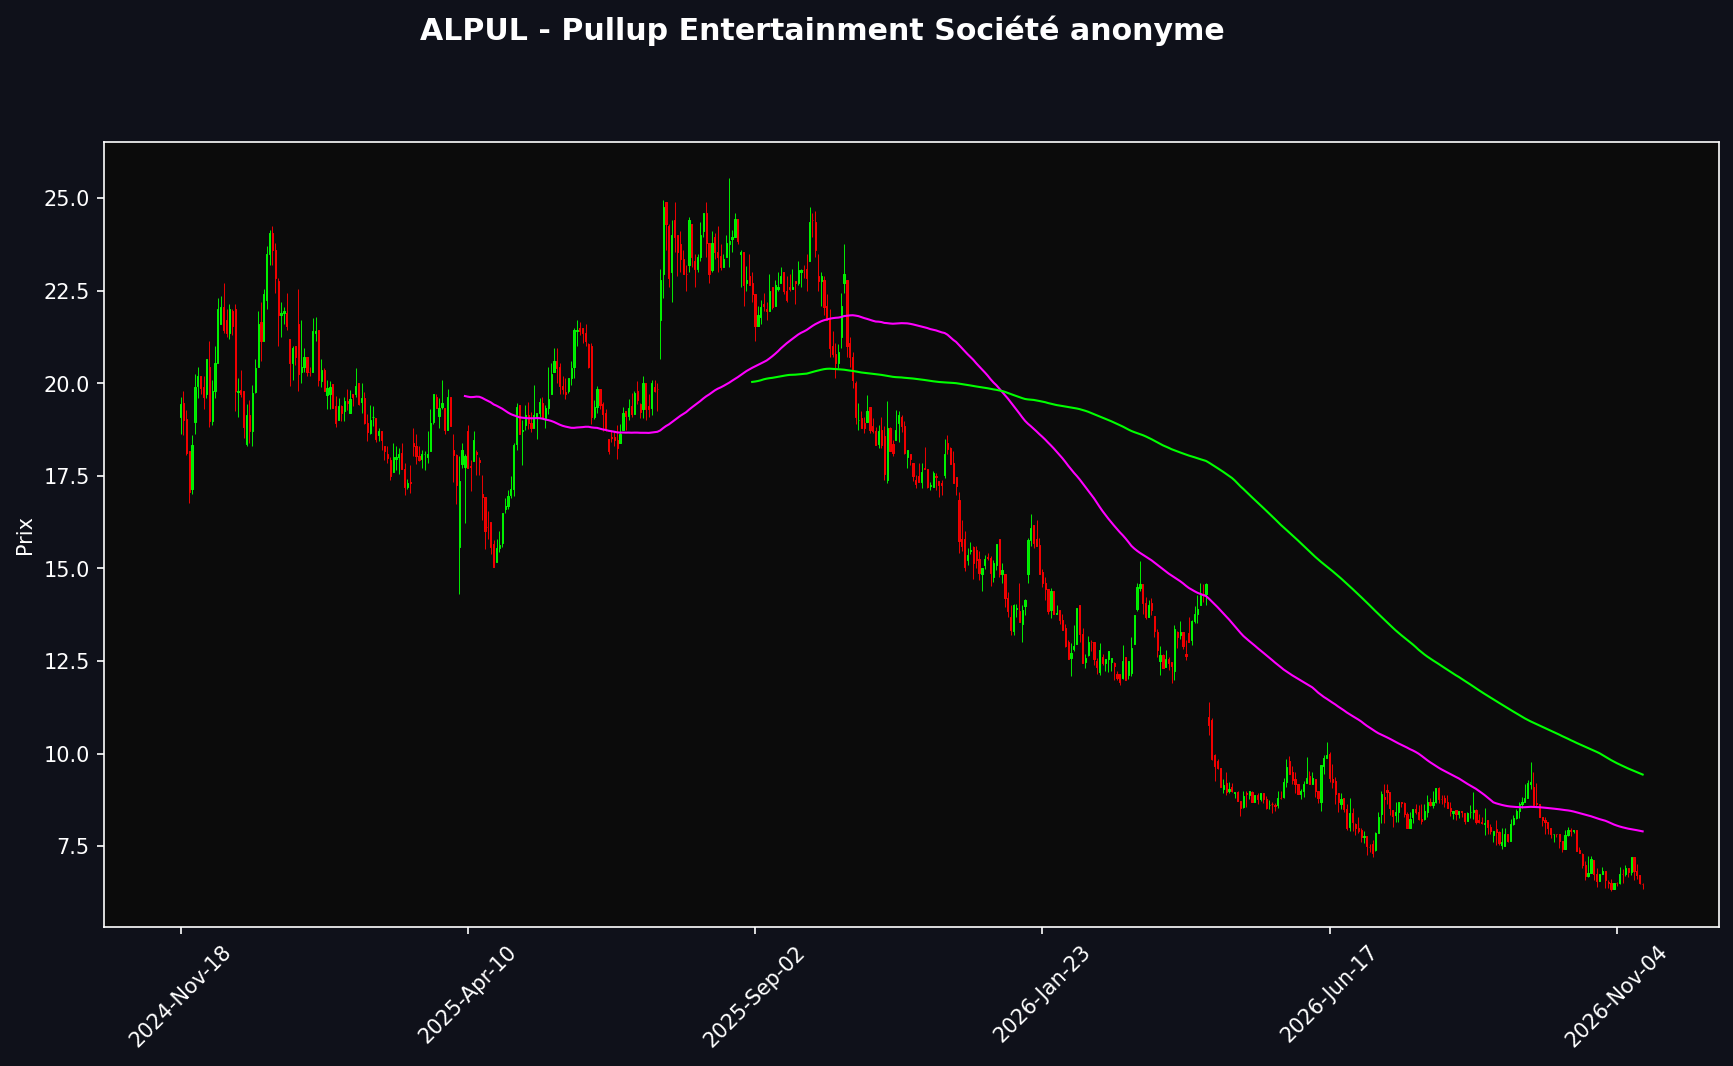 ALPUL - Pullup Entertainment Société anonyme
25.0
22.5
20.0
17.5
15.0
12.5
10.0
7.5
Prix
2024-Nov-18
2025-Apr-10
2025-Sep-02
2026-Jan-23
2026-Jun-17
2026-Nov-04